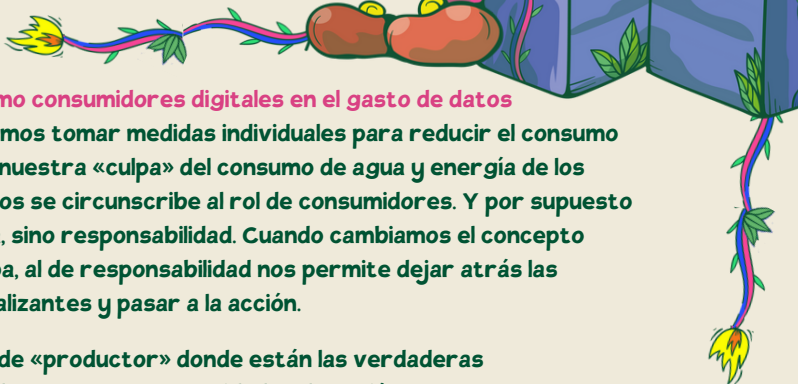 mo consumidores digitales en el gasto de datos
mos tomar medidas individuales para reducir el consumo
nuestra «culpa» del consumo de agua y energía de los
os se circunscribe al rol de consumidores. Y por supuesto
, sino responsabilidad. Cuando cambiamos el concepto
pa, al de responsabilidad nos permite dejar atrás las
alizantes y pasar a la acción.
de «productor» donde están las verdaderas